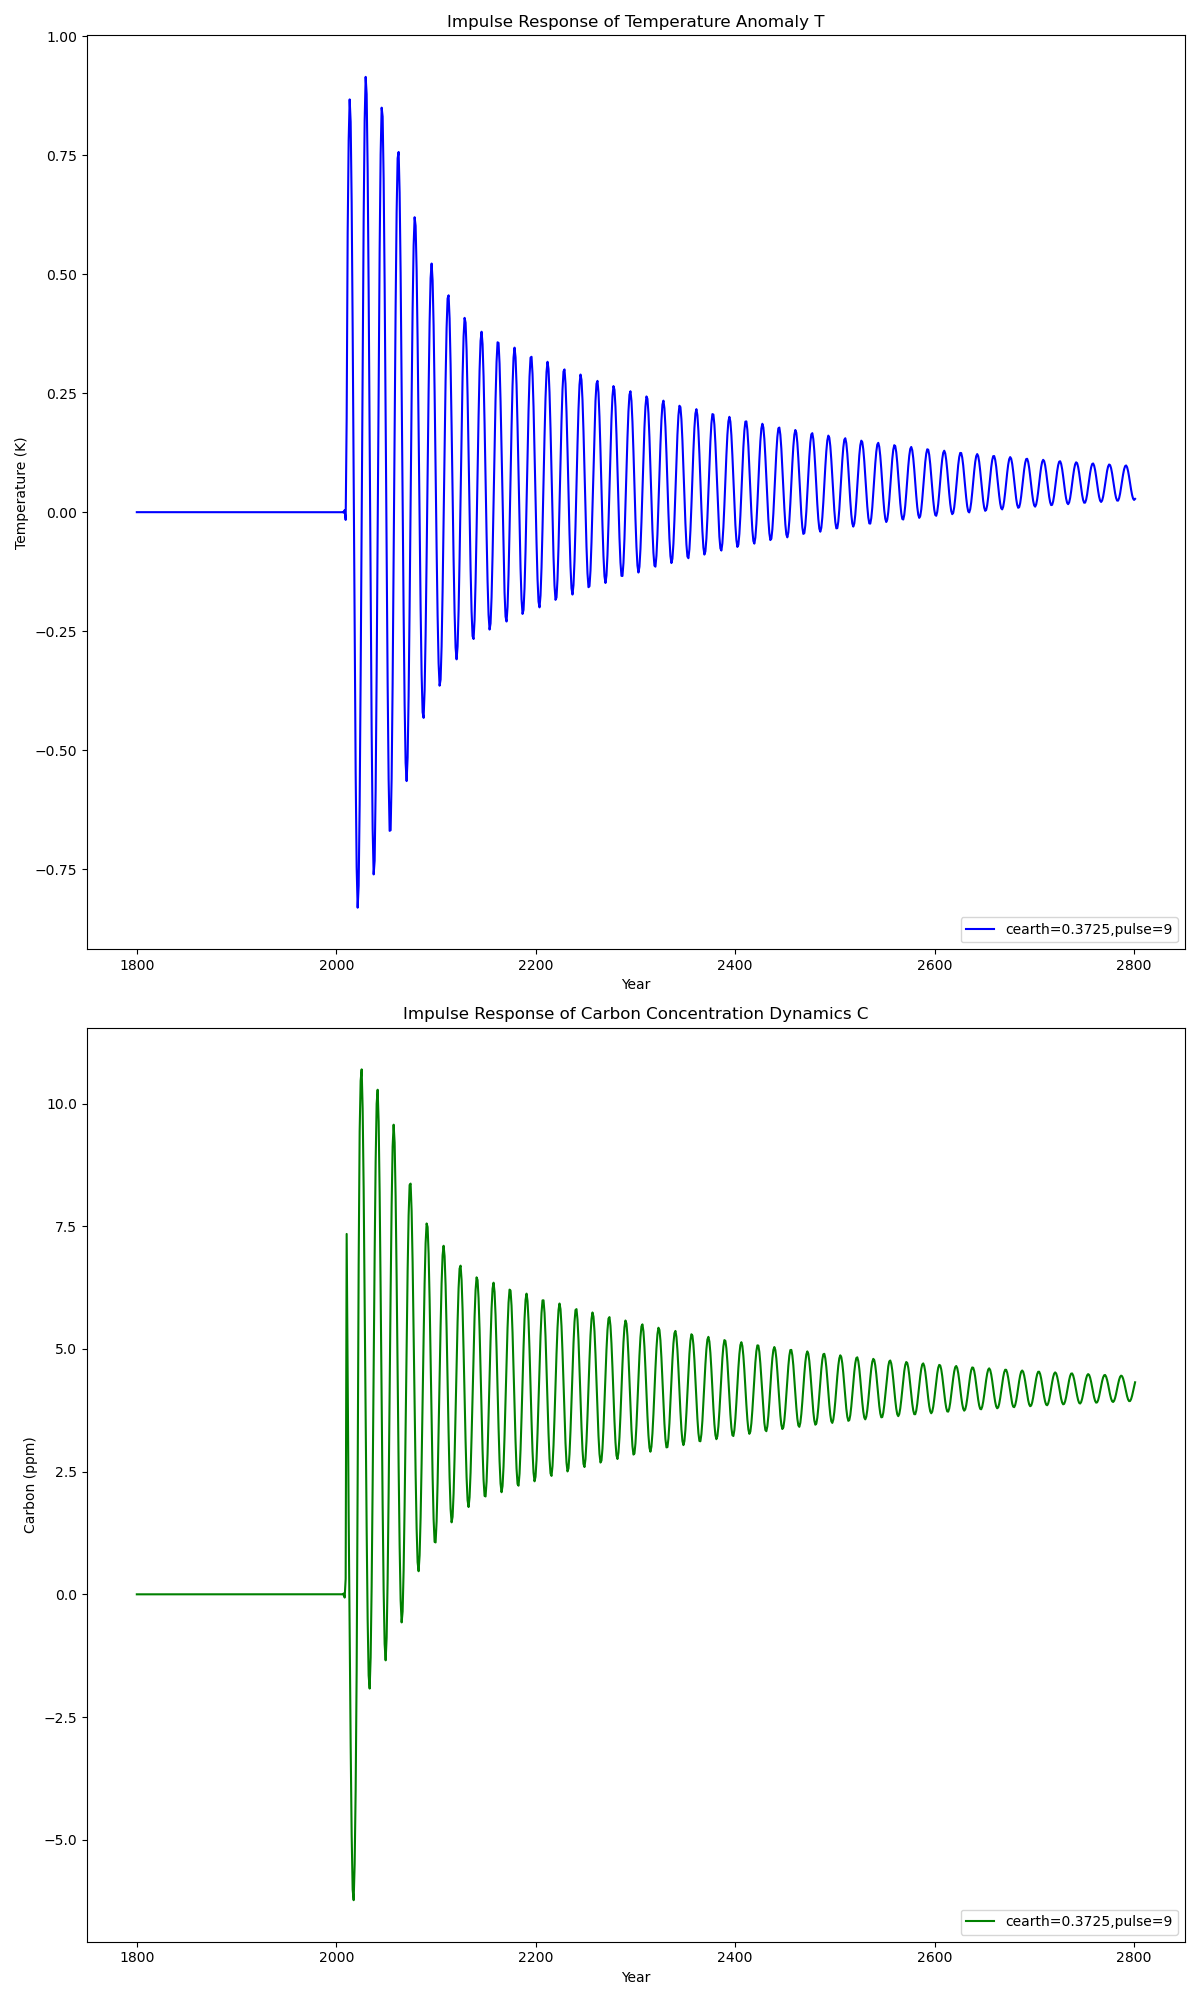 Impulse Response of Temperature Anomaly T
1.00
0.75
0.50
0.25
0.00
−0.25
−0.50
−0.75
Temperature (K)
cearth=0.3725,pulse=9
1800 2000 2200 2400 2600 2800
Year
Impulse Response of Carbon Concentration Dynamics C
10.0
7.5
5.0
2.5
0.0
−2.5
−5.0
Carbon (ppm)
cearth=0.3725,pulse=9
1800 2000 2200 2400 2600 2800
Year